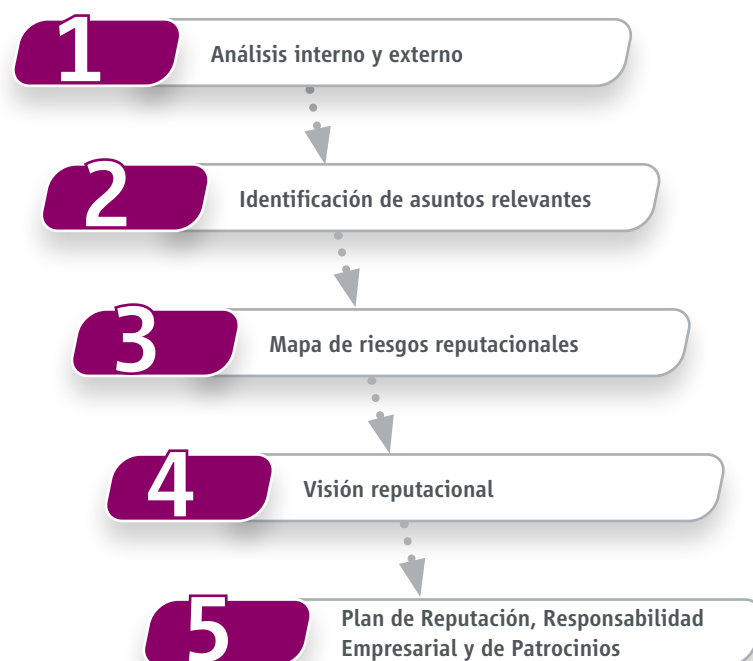 1
Análisis interno y externo
2
Identificación de asuntos relevantes
3
Mapa de riesgos reputacionales
4
Visión reputacional
5
Plan de Reputación, Responsabilidad
Empresarial y de Patrocinios